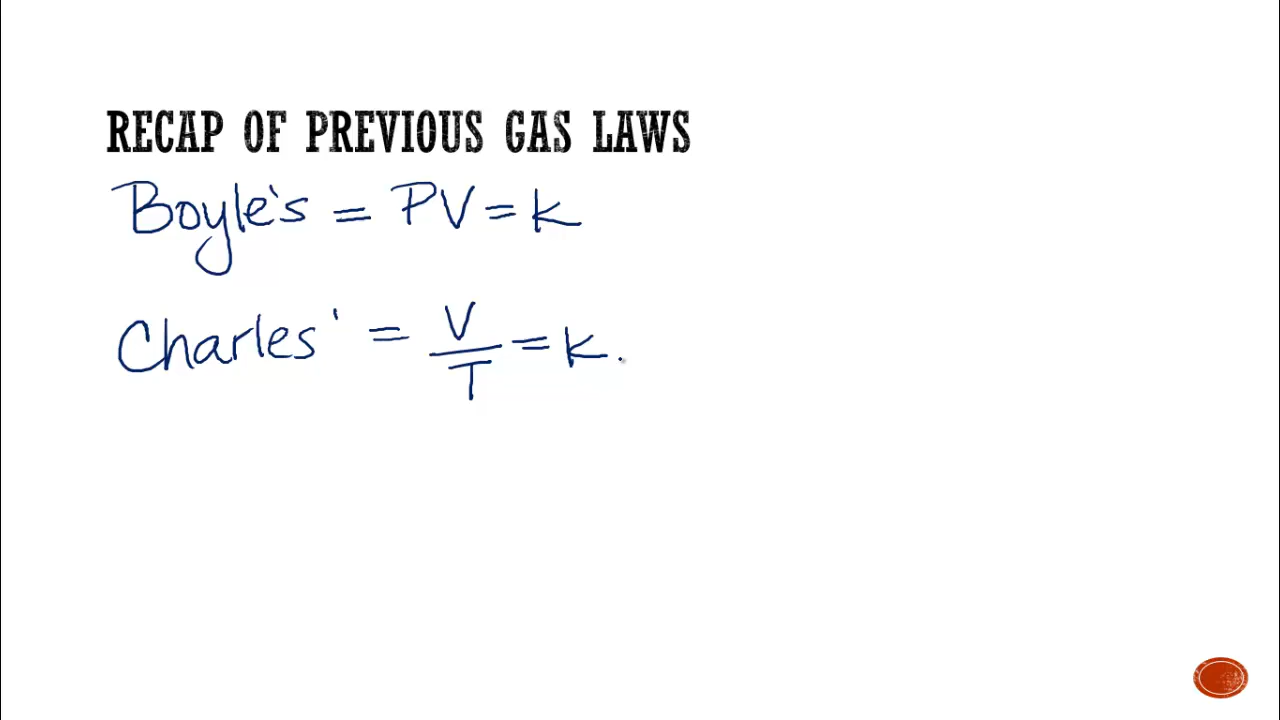 RECAP OF PREVIOUS GAS LAWS
Boyle's = PV = k
Charles' = V/T = k.